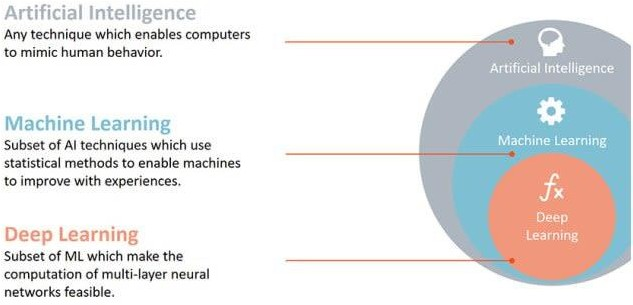 Artificial Intelligence
Any technique which enables computers
to mimic human behavior.
Machine Learning
Subset of AI techniques which use
statistical methods to enable machines
to improve with experiences.
Deep Learning
Subset of ML which make the
computation of multi-layer neural
networks feasible.
Artificial Intelligence
Machine Learning
fx
Deep
Learning